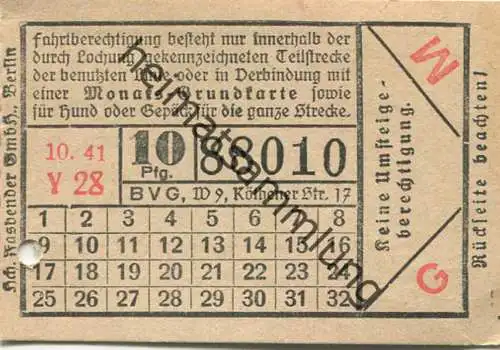 Hch. Hasbender GmbH. Berlin
Fahrtberechtigung besteht nur innerhalb der
durch Lochung gekennzeichneten Teilstrecke
der benutzten Linie oder in Verbindung mit
einer Monats-Grundkarte sowie
für Hund oder Gepäck für die ganze Strecke.
10. 41
Y 28
10
Pfg.
88010
BVG, W 9, Köthener Str. 17
1 2 3 4 5 6 7 8
9 10 11 12 13 14 15 16
17 18 19 20 21 22 23 24
25 26 27 28 29 30 31 32
W
Keine Umsteige-
berechtigung.
G
Rückseite beachten!
heimatsammlung